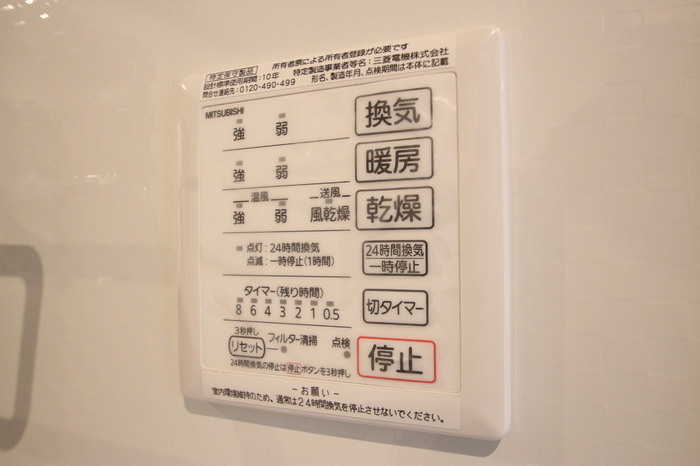 特定保守製品 所有者票による所有者登録が必要です
設計標準使用期間：10年 特定製造事業者等名：三菱電機株式会社
問合せ連絡先：0120-490-499 形名、製造年月、点検期間は本体に記載
MITSUBISHI
強 弱 換気
強 弱 暖房
温風 送風
強 弱 風乾燥 乾燥
点灯：24時間換気 24時間換気
点滅：一時停止(1時間) 一時停止
タイマー(残り時間)
8 6 4 3 2 1 0.5 切タイマー
3秒押し
リセット フィルター清掃 点検 停止
24時間換気の停止は停止ボタンを3秒押し
－お願い－
室内環境維持のため、通常は24時間換気を停止させないでください。